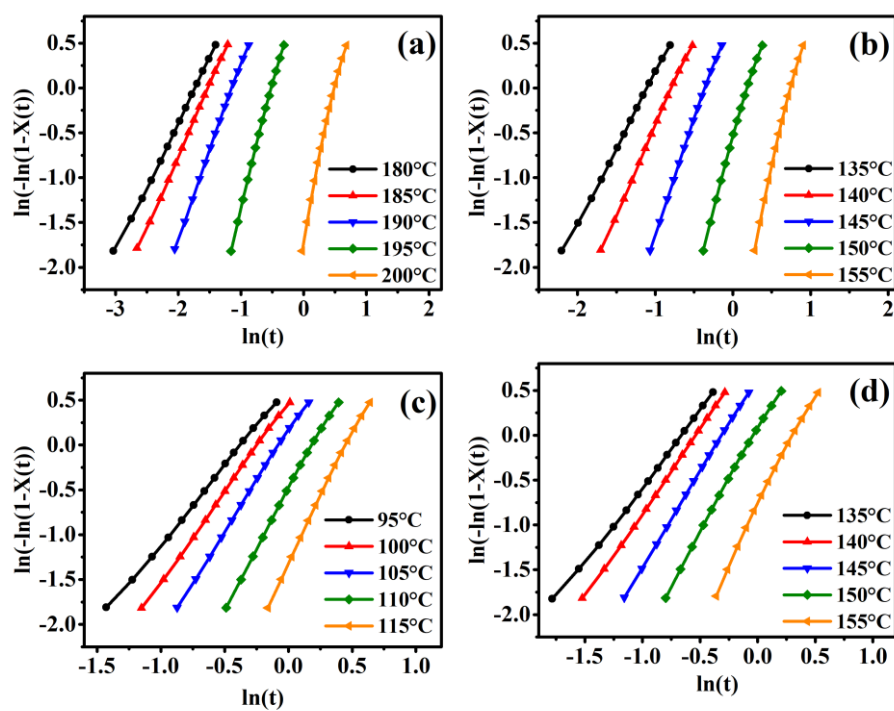 (a)
0.5
0.0
-0.5
-1.0
-1.5
-2.0
ln(-ln(1-X(t))
180°C
185°C
190°C
195°C
200°C
-3 -2 -1 0 1 2
ln(t)
(b)
0.5
0.0
-0.5
-1.0
-1.5
-2.0
ln(-ln(1-X(t))
135°C
140°C
145°C
150°C
155°C
-2 -1 0 1 2
ln(t)
(c)
0.5
0.0
-0.5
-1.0
-1.5
-2.0
ln(-ln(1-X(t))
95°C
100°C
105°C
110°C
115°C
-1.5 -1.0 -0.5 0.0 0.5 1.0
ln(t)
(d)
0.5
0.0
-0.5
-1.0
-1.5
-2.0
ln(-ln(1-X(t))
135°C
140°C
145°C
150°C
155°C
-1.5 -1.0 -0.5 0.0 0.5 1.0
ln(t)